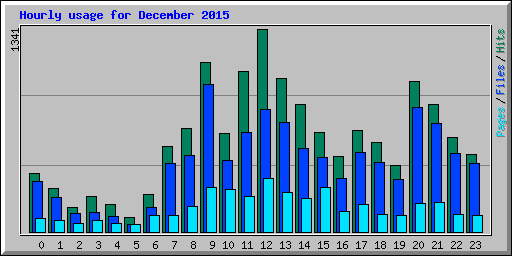 Hourly usage for December 2015
1341
Pages / Files / Hits
0 1 2 3 4 5 6 7 8 9 10 11 12 13 14 15 16 17 18 19 20 21 22 23